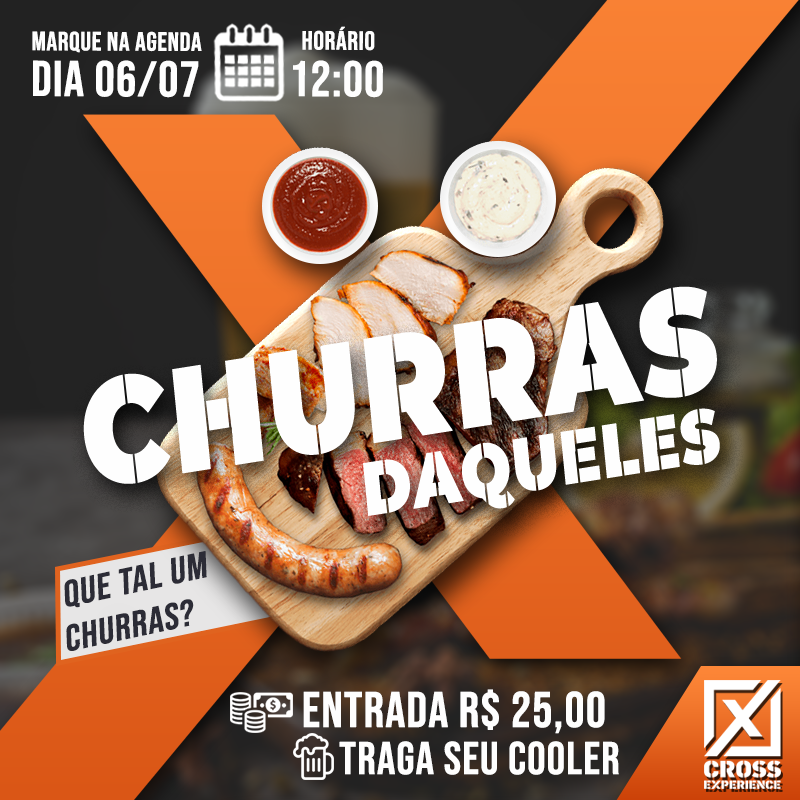 MARQUE NA AGENDA
DIA 06/07
HORÁRIO
12:00
CHURRAS
DAQUELES
QUE TAL UM
CHURRAS?
ENTRADA R$ 25,00
TRAGA SEU COOLER
X
CROSS
EXPERIENCE